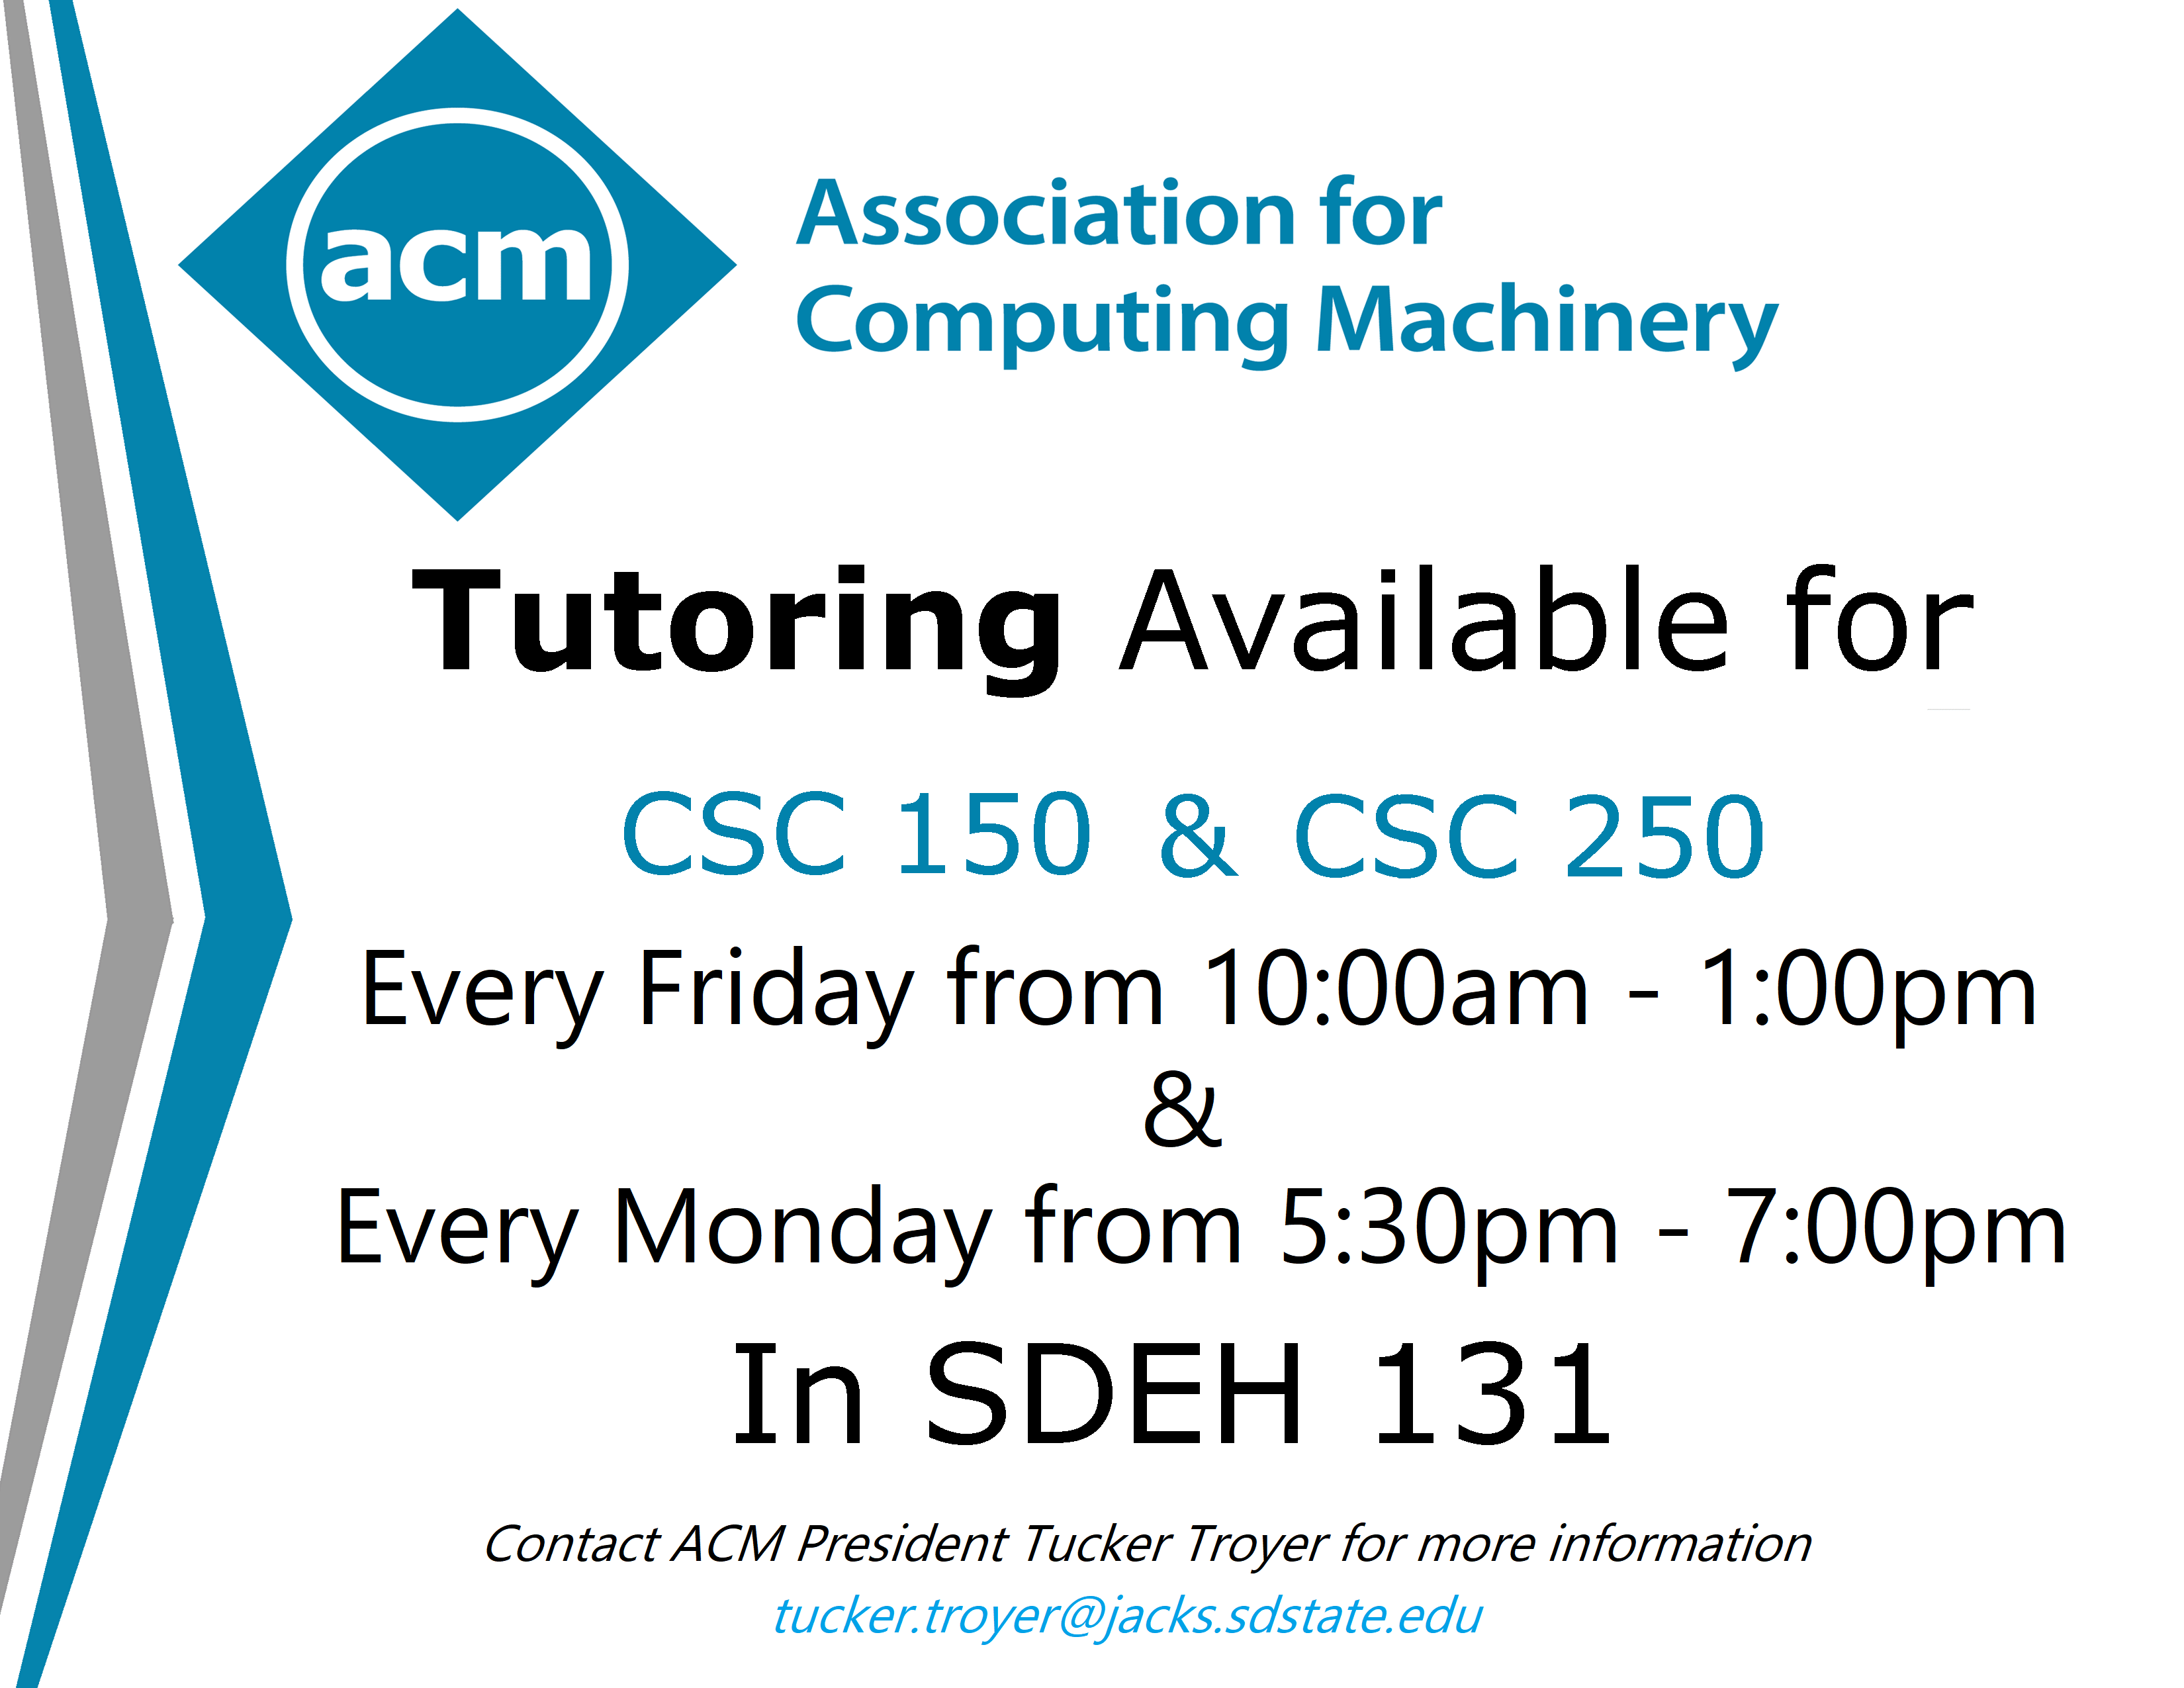 acm
Association for
Computing Machinery
Tutoring Available for
CSC 150 & CSC 250
Every Friday from 10:00am - 1:00pm
&
Every Monday from 5:30pm - 7:00pm
In SDEH 131
Contact ACM President Tucker Troyer for more information
tucker.troyer@jacks.sdstate.edu